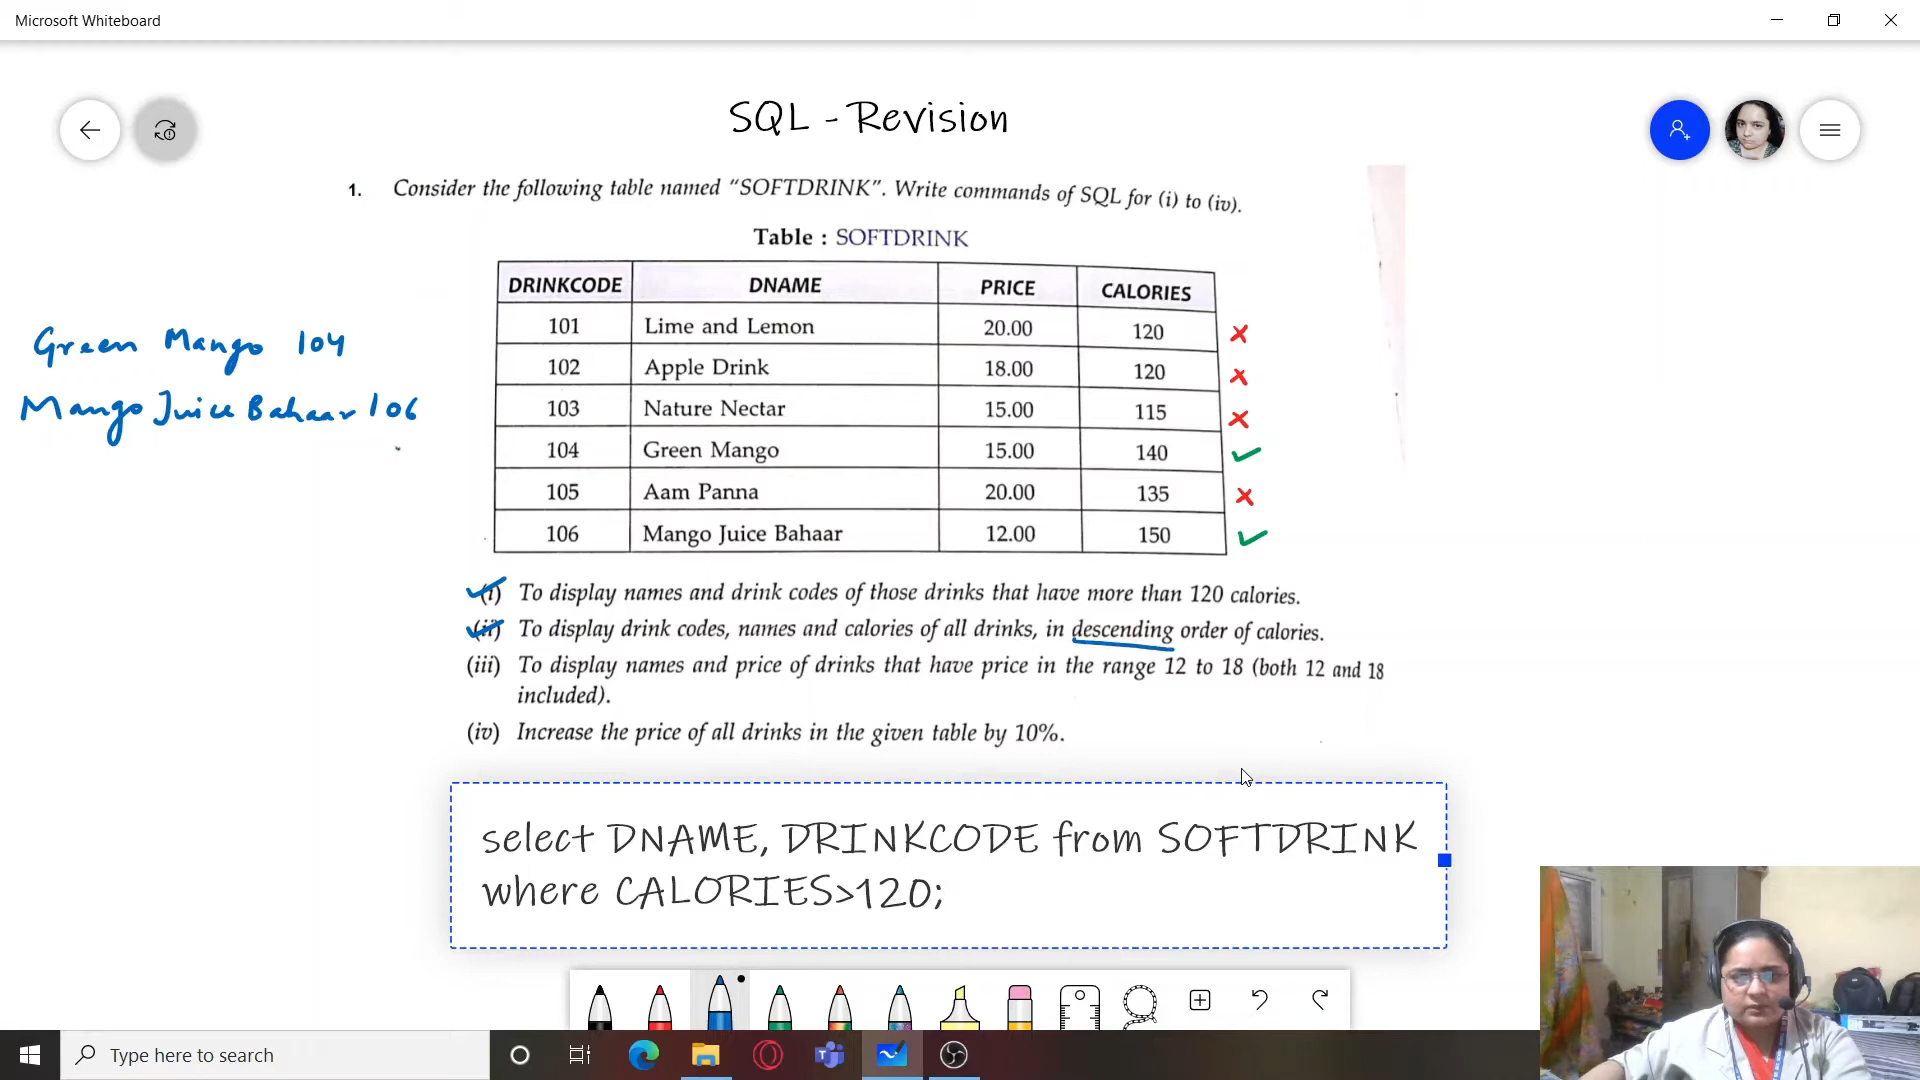 Microsoft Whiteboard
SQL - Revision
1. Consider the following table named “SOFTDRINK”. Write commands of SQL for (i) to (iv).
Table : SOFTDRINK
DRINKCODE DNAME PRICE CALORIES
101 Lime and Lemon 20.00 120
102 Apple Drink 18.00 120
103 Nature Nectar 15.00 115
104 Green Mango 15.00 140
105 Aam Panna 20.00 135
106 Mango Juice Bahaar 12.00 150
Green Mango 104
Mango Juice Bahaar 106
(i) To display names and drink codes of those drinks that have more than 120 calories.
(ii) To display drink codes, names and calories of all drinks, in descending order of calories.
(iii) To display names and price of drinks that have price in the range 12 to 18 (both 12 and 18
included).
(iv) Increase the price of all drinks in the given table by 10%.
select DNAME, DRINKCODE from SOFTDRINK
where CALORIES>120;
Type here to search